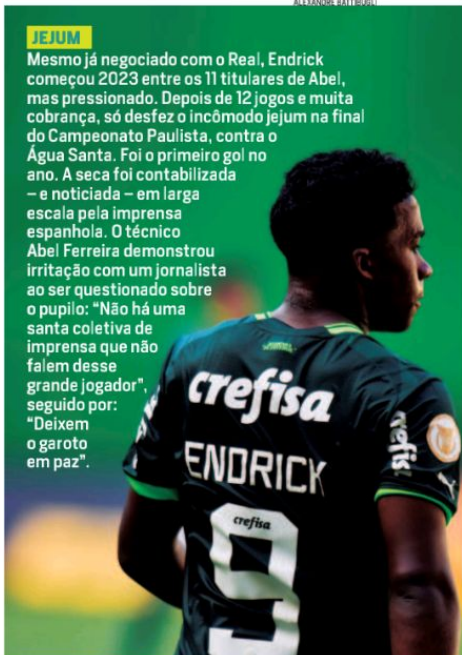 ALEXANDRE BATTIBUGLI
JEJUM
Mesmo já negociado com o Real, Endrick
começou 2023 entre os 11 titulares de Abel,
mas pressionado. Depois de 12 jogos e muita
cobrança, só desfez o incômodo jejum na final
do Campeonato Paulista, contra o
Água Santa. Foi o primeiro gol no
ano. A seca foi contabilizada
– e noticiada – em larga
escala pela imprensa
espanhola. O técnico
Abel Ferreira demonstrou
irritação com um jornalista
ao ser questionado sobre
o pupilo: “Não há uma
santa coletiva de
imprensa que não
falem desse
grande jogador”,
seguido por:
“Deixem
o garoto
em paz”.
crefisa
crefis
ENDRICK
crefisa
9